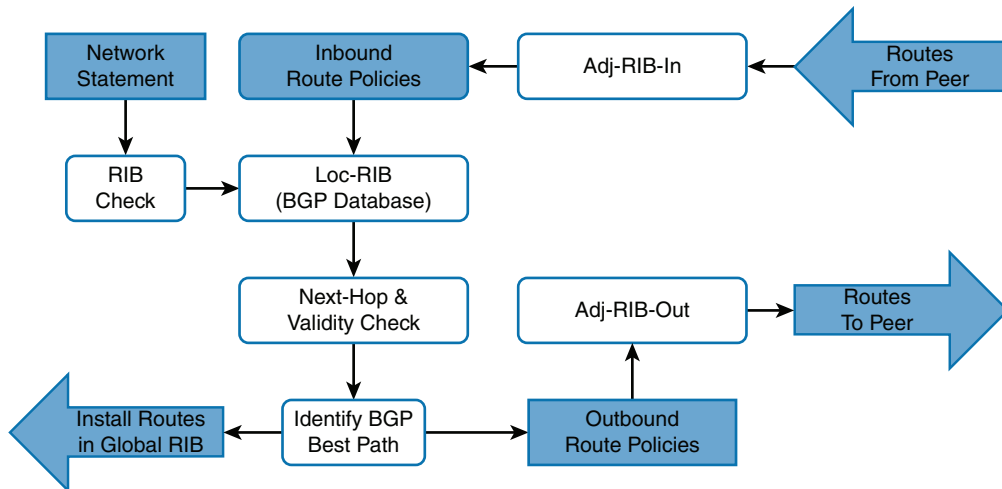 Network
Statement
Inbound
Route Policies
Adj-RIB-In
Routes
From Peer
RIB
Check
Loc-RIB
(BGP Database)
Next-Hop &
Validity Check
Adj-RIB-Out
Routes
To Peer
Install Routes
in Global RIB
Identify BGP
Best Path
Outbound
Route Policies